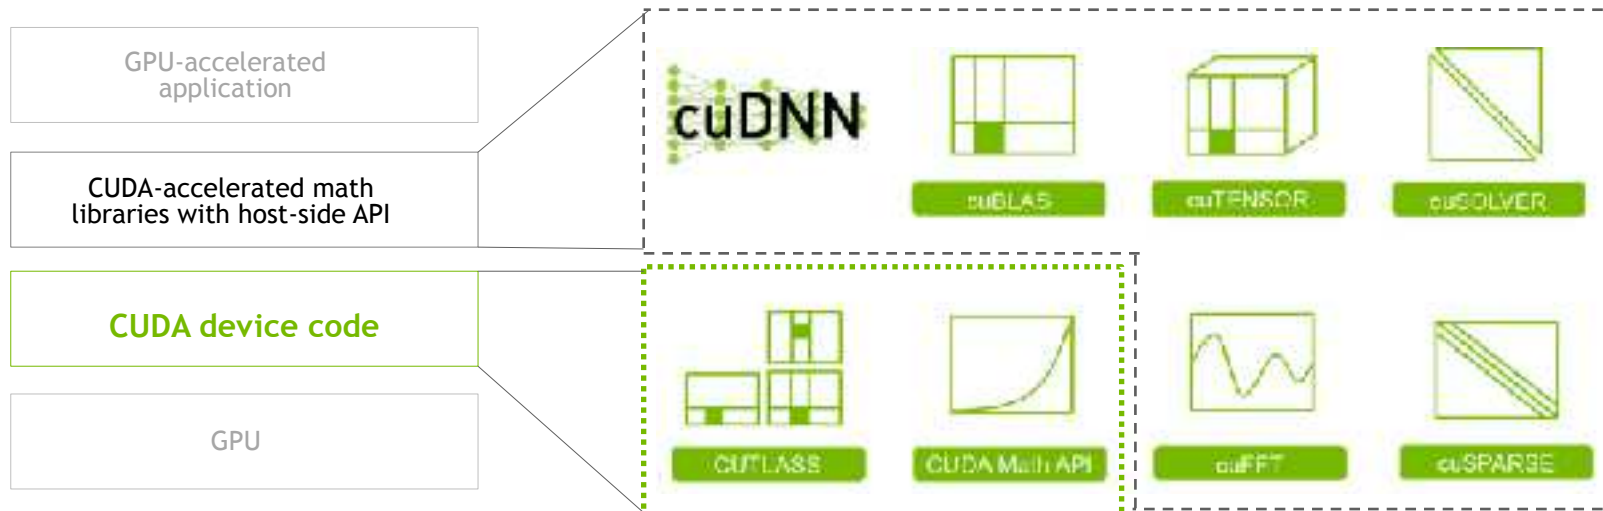 GPU-accelerated
application
CUDA-accelerated math
libraries with host-side API
CUDA device code
GPU
cuDNN
cuBLAS
cuTENSOR
cuSOLVER
CUTLASS
CUDA Math API
cuFFT
cuSPARSE